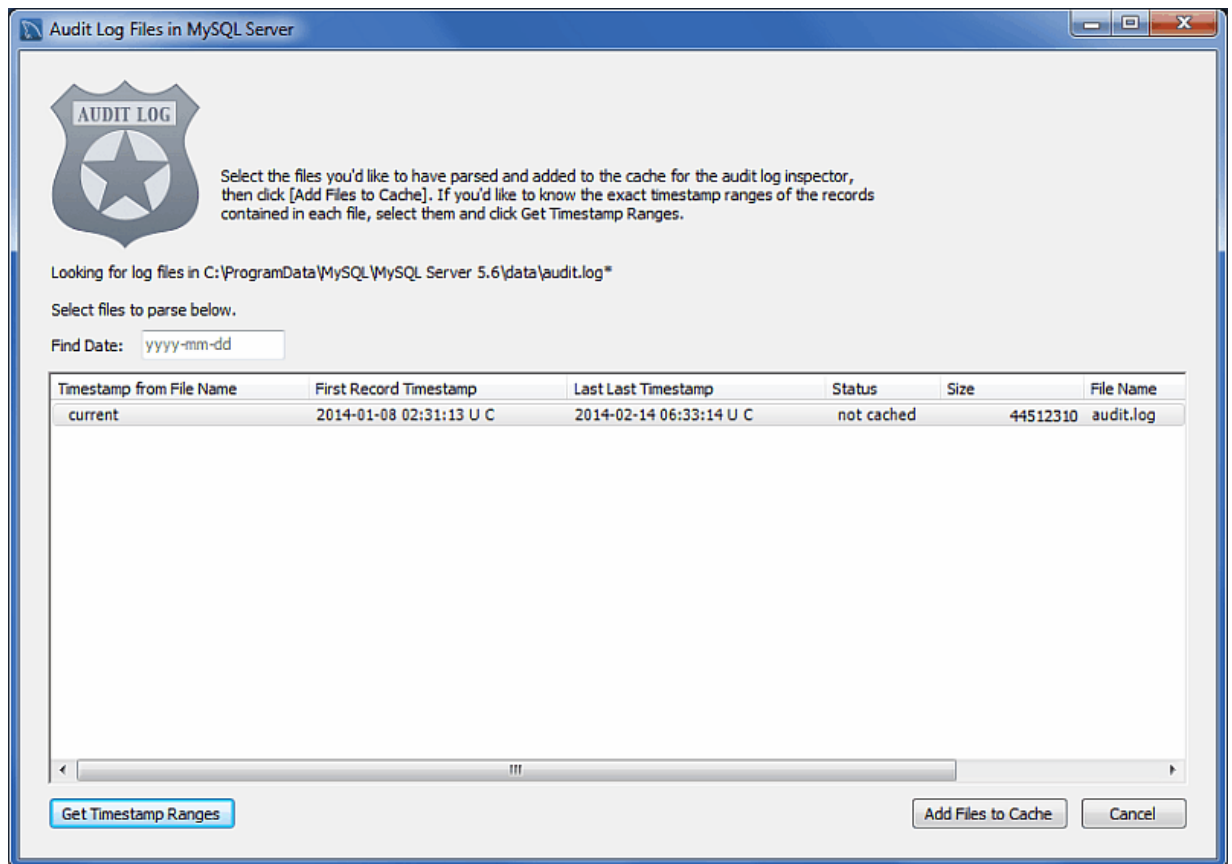 Audit Log Files in MySQL Server
AUDIT LOG
Select the files you'd like to have parsed and added to the cache for the audit log inspector,
then click [Add Files to Cache]. If you'd like to know the exact timestamp ranges of the records
contained in each file, select them and click Get Timestamp Ranges.
Looking for log files in C:\ProgramData\MySQL\MySQL Server 5.6\data\audit.log*
Select files to parse below.
Find Date: yyyy-mm-dd
Timestamp from File Name First Record Timestamp Last Last Timestamp Status Size File Name
current 2014-01-08 02:31:13 U C 2014-02-14 06:33:14 U C not cached 44512310 audit.log
Get Timestamp Ranges Add Files to Cache Cancel